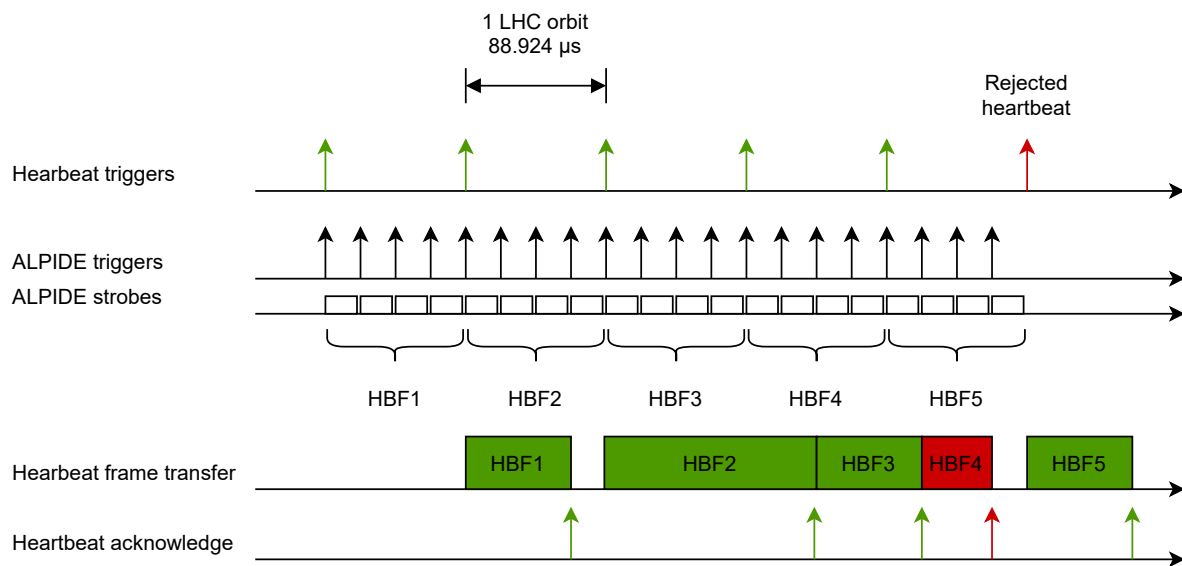 1 LHC orbit
88.924 µs
Rejected
heartbeat
Hearbeat triggers
ALPIDE triggers
ALPIDE strobes
HBF1
HBF2
HBF3
HBF4
HBF5
Hearbeat frame transfer
HBF1
HBF2
HBF3
HBF4
HBF5
Heartbeat acknowledge